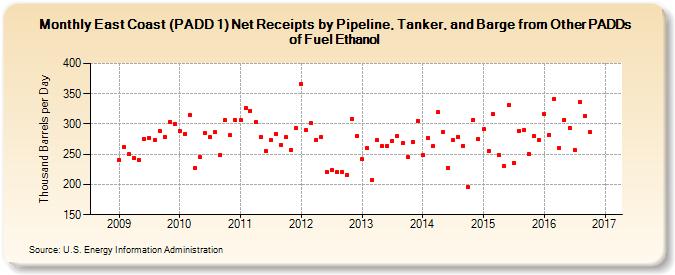 Monthly East Coast (PADD 1) Net Receipts by Pipeline, Tanker, and Barge from Other PADDs
of Fuel Ethanol
Thousand Barrels per Day
400
350
300
250
200
150
2009 2010 2011 2012 2013 2014 2015 2016 2017
Source: U.S. Energy Information Administration